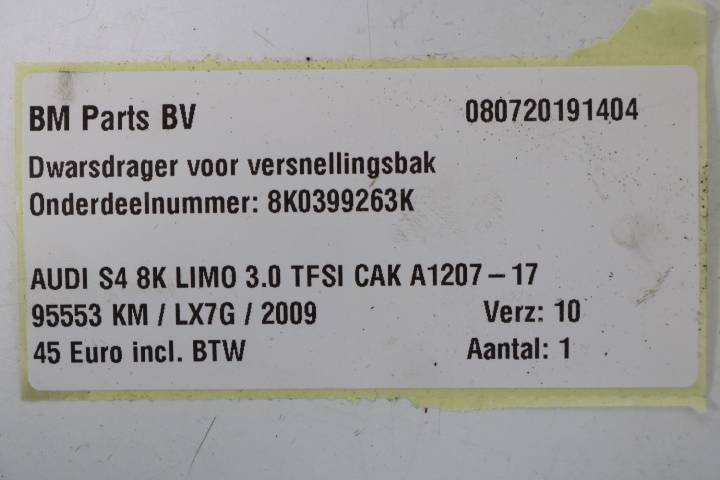 BM Parts BV 080720191404
Dwarsdrager voor versnellingsbak
Onderdeelnummer: 8K0399263K
AUDI S4 8K LIMO 3.0 TFSI CAK A1207 – 17
95553 KM / LX7G / 2009 Verz: 10
45 Euro incl. BTW Aantal: 1